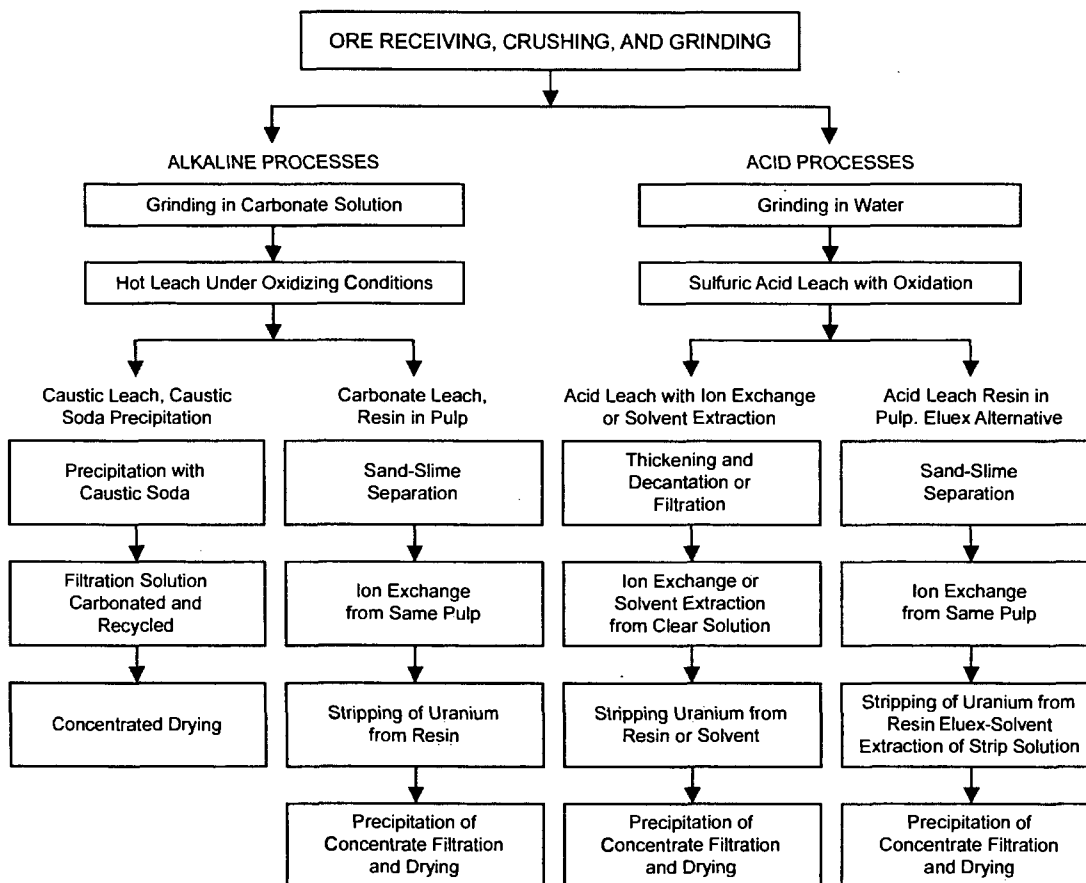 ORE RECEIVING, CRUSHING, AND GRINDING
ALKALINE PROCESSES
ACID PROCESSES
Grinding in Carbonate Solution
Grinding in Water
Hot Leach Under Oxidizing Conditions
Sulfuric Acid Leach with Oxidation
Caustic Leach, Caustic
Soda Precipitation
Carbonate Leach,
Resin in Pulp
Acid Leach with Ion Exchange
or Solvent Extraction
Acid Leach Resin in
Pulp. Eluex Alternative
Precipitation with
Caustic Soda
Sand-Slime
Separation
Thickening and
Decantation or
Filtration
Sand-Slime
Separation
Filtration Solution
Carbonated and
Recycled
Ion Exchange
from Same Pulp
Ion Exchange or
Solvent Extraction
from Clear Solution
Ion Exchange
from Same Pulp
Concentrated Drying
Stripping of Uranium
from Resin
Stripping Uranium from
Resin or Solvent
Stripping of Uranium from
Resin Eluex-Solvent
Extraction of Strip Solution
Precipitation of
Concentrate Filtration
and Drying
Precipitation of
Concentrate Filtration
and Drying
Precipitation of
Concentrate Filtration
and Drying